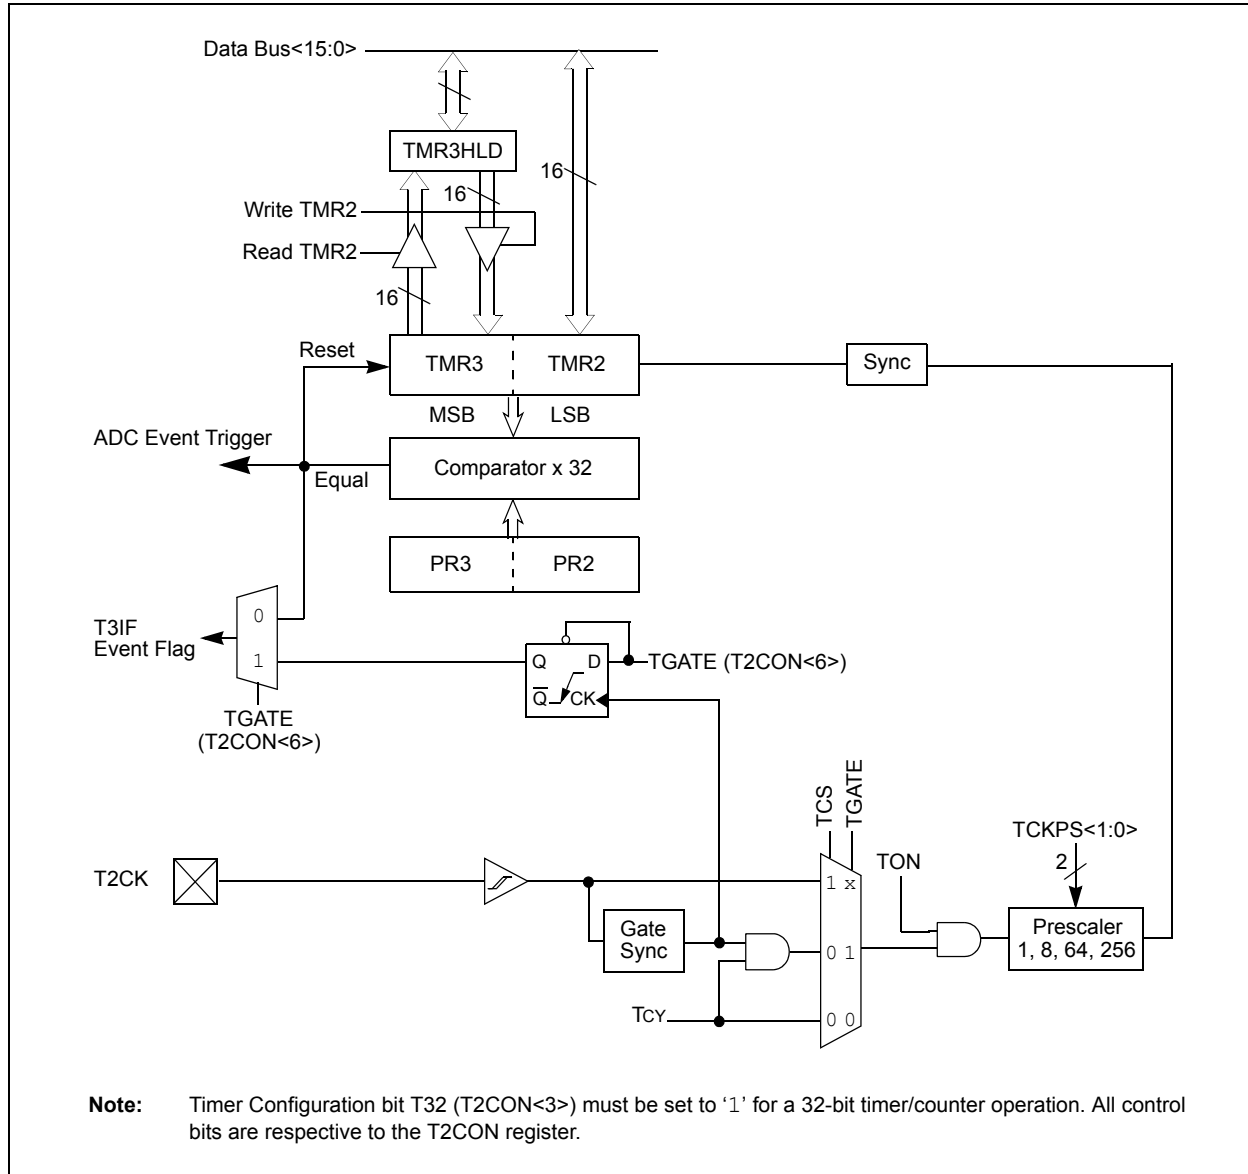 Data Bus<15:0>
TMR3HLD
16
16
Write TMR2
Read TMR2
16
Reset
TMR3
TMR2
Sync
MSB
LSB
ADC Event Trigger
Equal
Comparator x 32
PR3
PR2
0
T3IF
Event Flag
1
Q
D
TGATE (T2CON<6>)
Q
CK
TGATE
(T2CON<6>)
TCS
TGATE
TCKPS<1:0>
2
TON
T2CK
1 x
Gate
Sync
0 1
Prescaler
1, 8, 64, 256
TCY
0 0
Note: Timer Configuration bit T32 (T2CON<3>) must be set to ‘1’ for a 32-bit timer/counter operation. All control
bits are respective to the T2CON register.